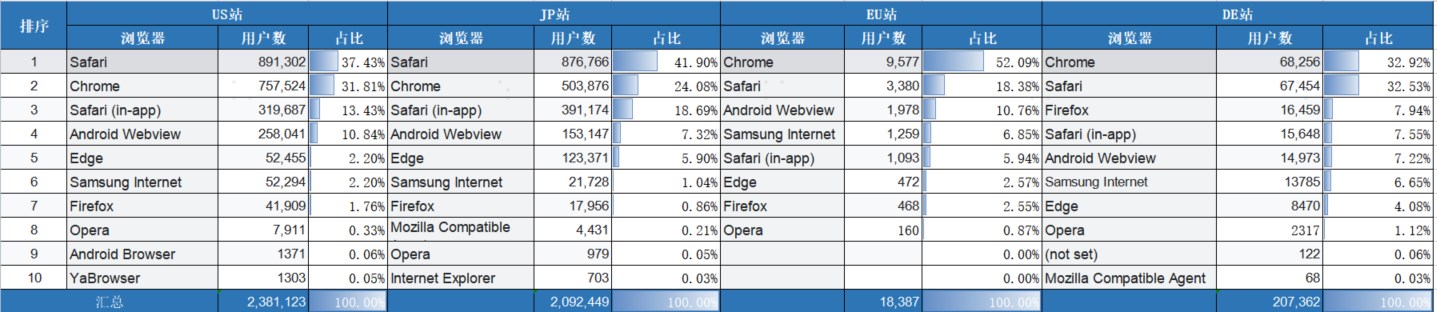 排序 US站 JP站 EU站 DE站
浏览器 用户数 占比 浏览器 用户数 占比 浏览器 用户数 占比 浏览器 用户数 占比
1 Safari 891,302 37.43% Safari 876,766 41.90% Chrome 9,577 52.09% Chrome 68,256 32.92%
2 Chrome 757,524 31.81% Chrome 503,876 24.08% Safari 3,380 18.38% Safari 67,454 32.53%
3 Safari (in-app) 319,687 13.43% Safari (in-app) 391,174 18.69% Android Webview 1,978 10.76% Firefox 16,459 7.94%
4 Android Webview 258,041 10.84% Android Webview 153,147 7.32% Samsung Internet 1,259 6.85% Safari (in-app) 15,648 7.55%
5 Edge 52,455 2.20% Edge 123,371 5.90% Safari (in-app) 1,093 5.94% Android Webview 14,973 7.22%
6 Samsung Internet 52,294 2.20% Samsung Internet 21,728 1.04% Edge 472 2.57% Samsung Internet 13785 6.65%
7 Firefox 41,909 1.76% Firefox 17,956 0.86% Firefox 468 2.55% Edge 8470 4.08%
8 Opera 7,911 0.33% Mozilla Compatible 4,431 0.21% Opera 160 0.87% Opera 2317 1.12%
9 Android Browser 1371 0.06% Opera 979 0.05% 0.00% (not set) 122 0.06%
10 YaBrowser 1303 0.05% Internet Explorer 703 0.03% 0.00% Mozilla Compatible Agent 68 0.03%
汇总 2,381,123 100.00% 2,092,449 100.00% 18,387 100.00% 207,362 100.00%